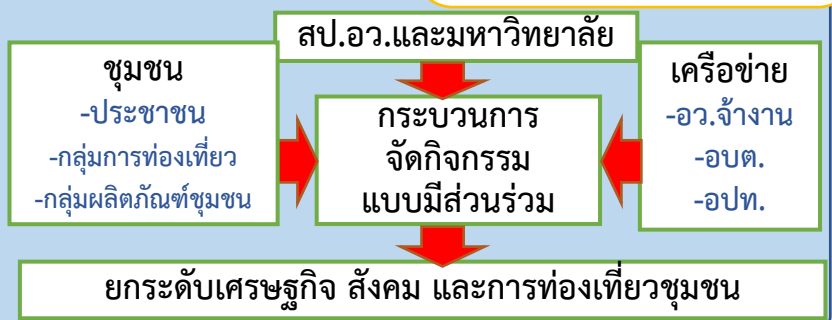 สป.อว.และมหาวิทยาลัย
ชุมชน
-ประชาชน
-กลุ่มการท่องเที่ยว
-กลุ่มผลิตภัณฑ์ชุมชน
กระบวนการ
จัดกิจกรรม
แบบมีส่วนร่วม
เครือข่าย
-อว.จ้างงาน
-อบต.
-อปท.
ยกระดับเศรษฐกิจ สังคม และการท่องเที่ยวชุมชน